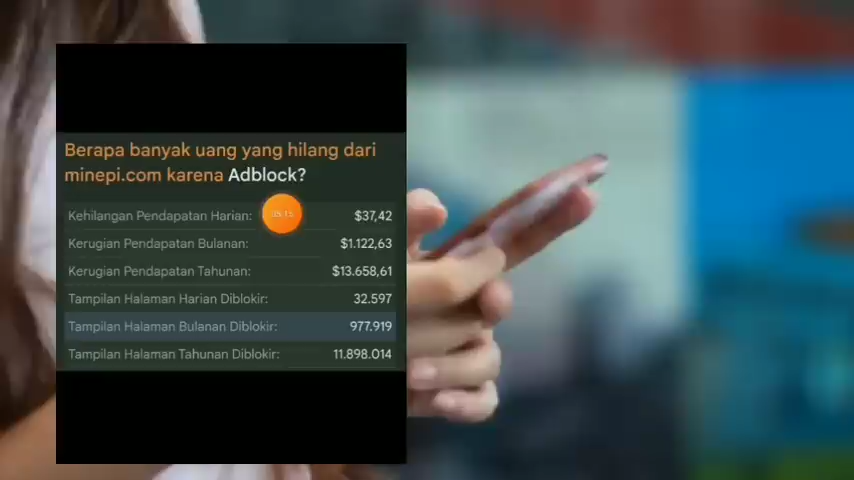 Berapa banyak uang yang hilang dari
minepi.com karena Adblock?
Kehilangan Pendapatan Harian: $37,42
Kerugian Pendapatan Bulanan: $1.122,63
Kerugian Pendapatan Tahunan: $13.658,61
Tampilan Halaman Harian Diblokir: 32.597
Tampilan Halaman Bulanan Diblokir: 977.919
Tampilan Halaman Tahunan Diblokir: 11.898.014